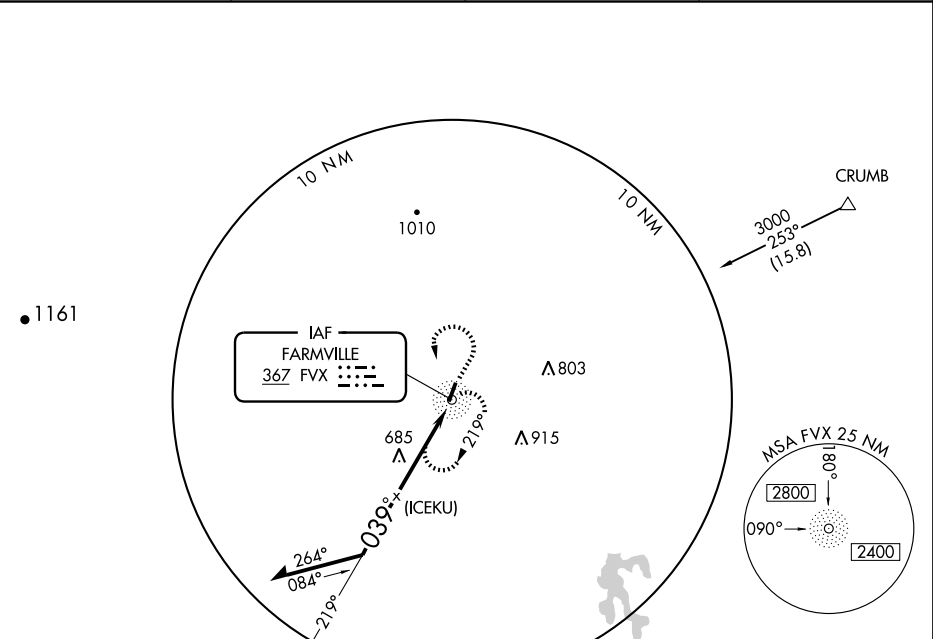 10 NM
10 NM
CRUMB
3000
253°
(15.8)
1010
1161
IAF
FARMVILLE
367 FVX
803
685
219°
915
MSA FVX 25 NM
180°
2800
090°
2400
039°
(ICEKU)
264°
084°
219°